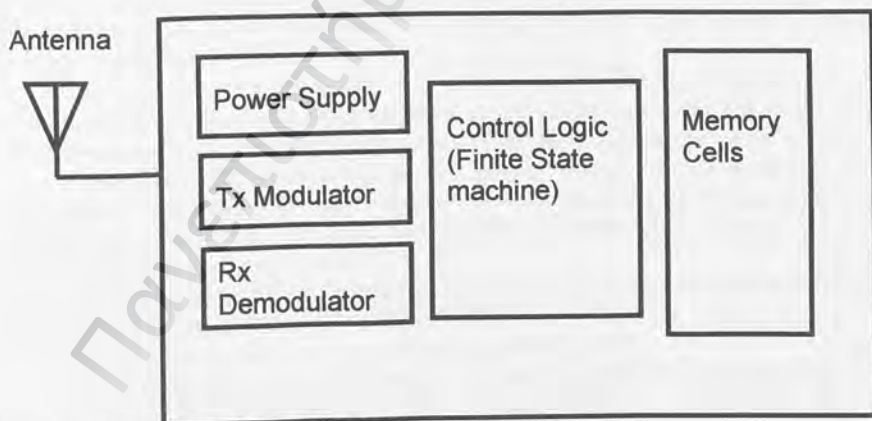 Antenna
Power Supply
Tx Modulator
Rx
Demodulator
Control Logic
(Finite State
machine)
Memory
Cells